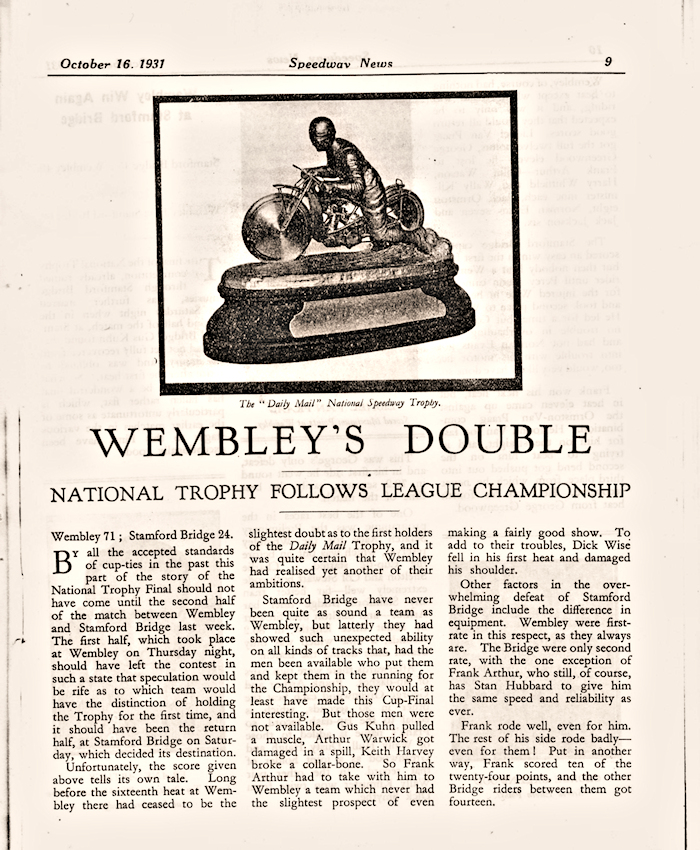 October 16. 1931 Speedway News 9
The "Daily Mail" National Speedway Trophy.
WEMBLEY'S DOUBLE
NATIONAL TROPHY FOLLOWS LEAGUE CHAMPIONSHIP
Wembley 71 ; Stamford Bridge 24.
BY all the accepted standards
of cup-ties in the past this
part of the story of the
National Trophy Final should not
have come until the second half
of the match between Wembley
and Stamford Bridge last week.
The first half, which took place
at Wembley on Thursday night,
should have left the contest in
such a state that speculation would
be rife as to which team would
have the distinction of holding
the Trophy for the first time, and
it should have been the return
half, at Stamford Bridge on Satur-
day, which decided its destination.
Unfortunately, the score given
above tells its own tale. Long
before the sixteenth heat at Wem-
bley there had ceased to be the
slightest doubt as to the first holders
of the Daily Mail Trophy, and it
was quite certain that Wembley
had realised yet another of their
ambitions.
Stamford Bridge have never
been quite as sound a team as
Wembley, but latterly they had
showed such unexpected ability
on all kinds of tracks that, had the
men been available who put them
and kept them in the running for
the Championship, they would at
least have made this Cup-Final
interesting. But those men were
not available. Gus Kuhn pulled
a muscle, Arthur Warwick got
damaged in a spill, Keith Harvey
broke a collar-bone. So Frank
Arthur had to take with him to
Wembley a team which never had
the slightest prospect of even
making a fairly good show. To
add to their troubles, Dick Wise
fell in his first heat and damaged
his shoulder.
Other factors in the over-
whelming defeat of Stamford
Bridge include the difference in
equipment. Wembley were first-
rate in this respect, as they always
are. The Bridge were only second
rate, with the one exception of
Frank Arthur, who still, of course,
has Stan Hubbard to give him
the same speed and reliability as
ever.
Frank rode well, even for him.
The rest of his side rode badly—
even for them ! Put in another
way, Frank scored ten of the
twenty-four points, and the other
Bridge riders between them got
fourteen.